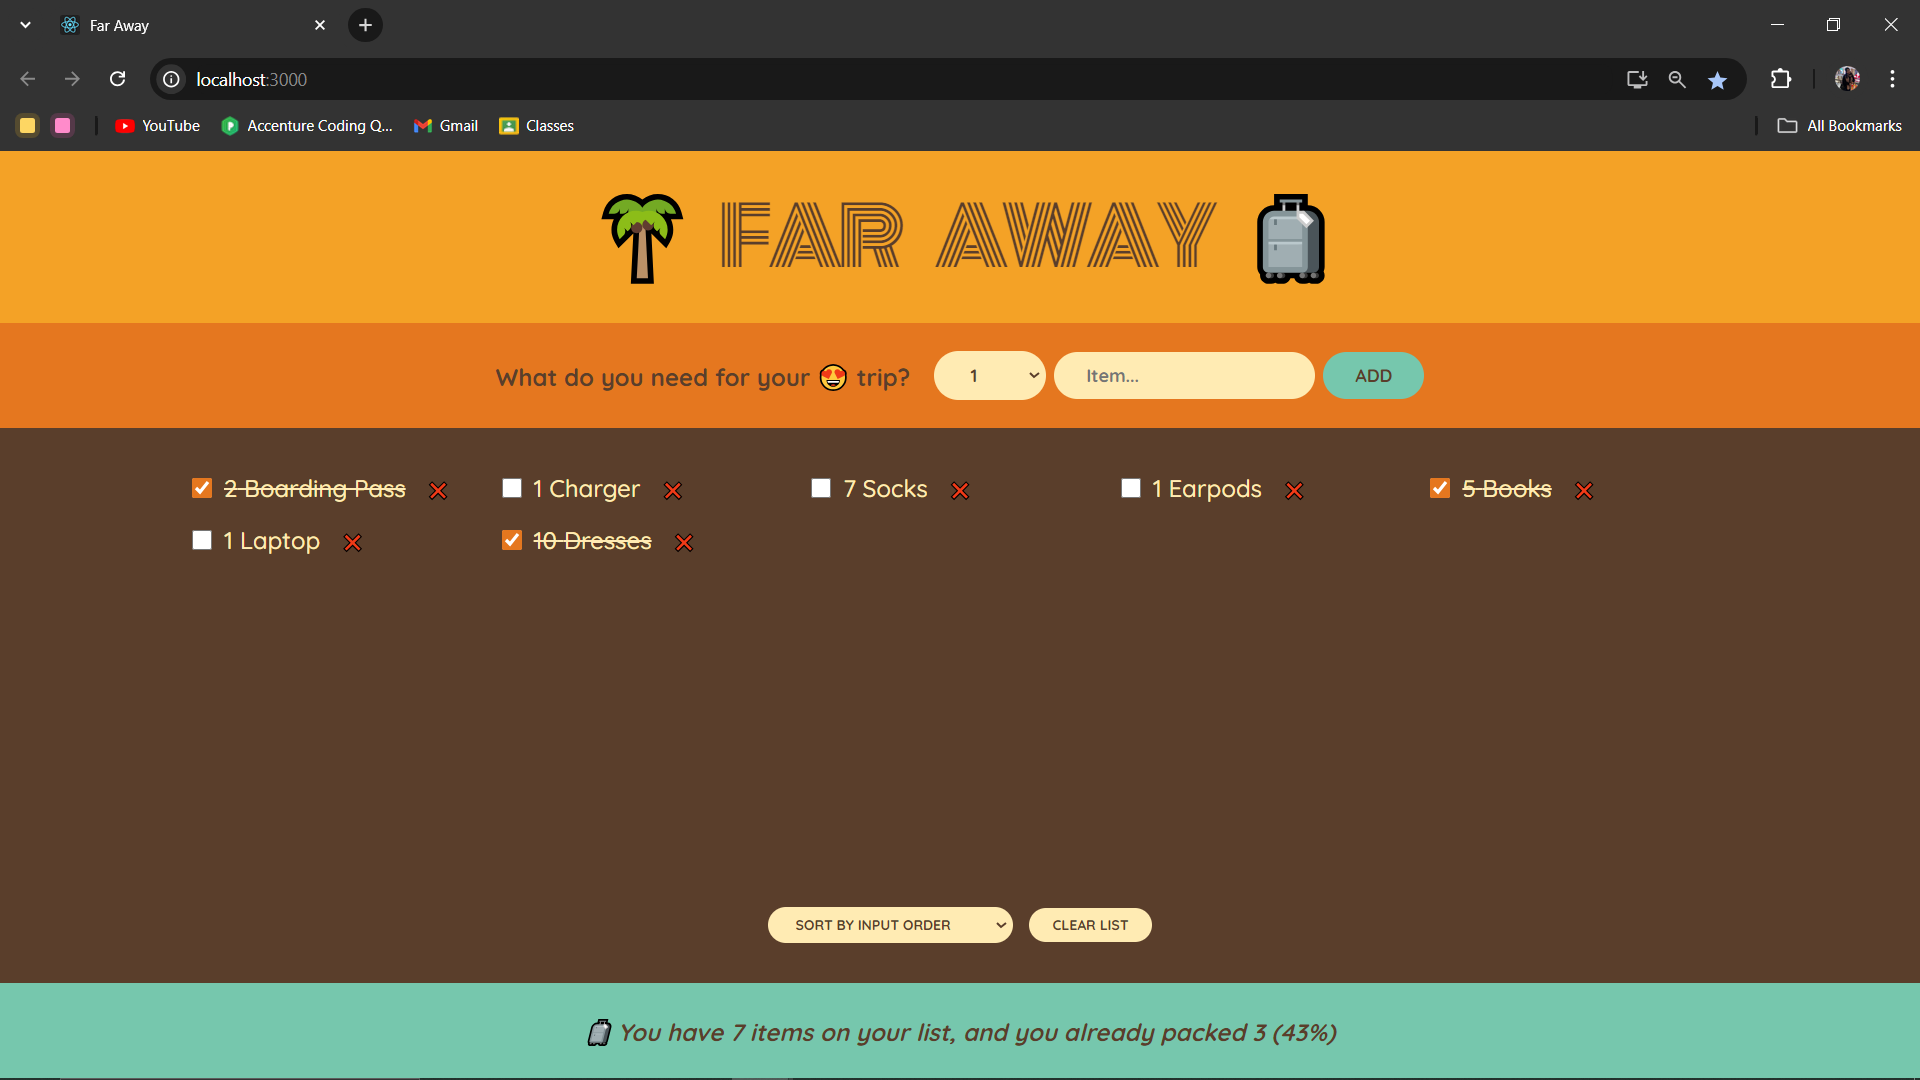 Far Away
localhost:3000
YouTube Accenture Coding Q... Gmail Classes All Bookmarks
FAR AWAY
What do you need for your 😍 trip? 1 Item... ADD
2 Boarding Pass ❌ 1 Charger ❌ 7 Socks ❌ 1 Earpods ❌ 5 Books ❌
1 Laptop ❌ 10 Dresses ❌
SORT BY INPUT ORDER CLEAR LIST
You have 7 items on your list, and you already packed 3 (43%)